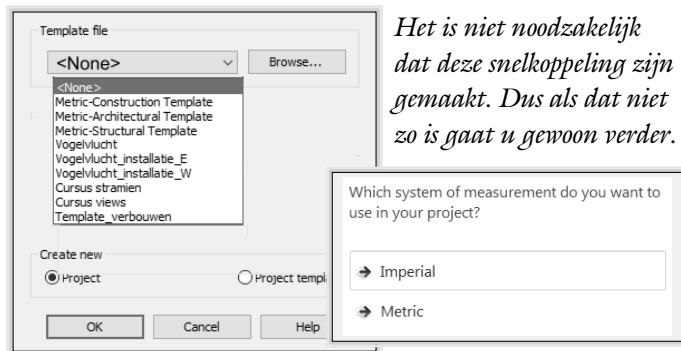 Template file
<None>
Browse...
<None>
Metric-Construction Template
Metric-Architectural Template
Metric-Structural Template
Vogelvlucht
Vogelvlucht_installatie_E
Vogelvlucht_installatie_W
Cursus stramien
Cursus views
Template_verbouwen
Create new
Project
Project templ
OK
Cancel
Help
Het is niet noodzakelijk
dat deze snelkoppeling zijn
gemaakt. Dus als dat niet
zo is gaat u gewoon verder.
Which system of measurement do you want to
use in your project?
Imperial
Metric